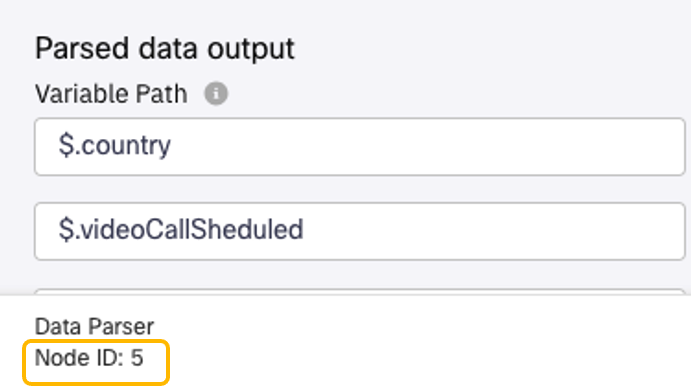 Parsed data output
Variable Path
$.country
$.videoCallSheduled
Data Parser
Node ID: 5